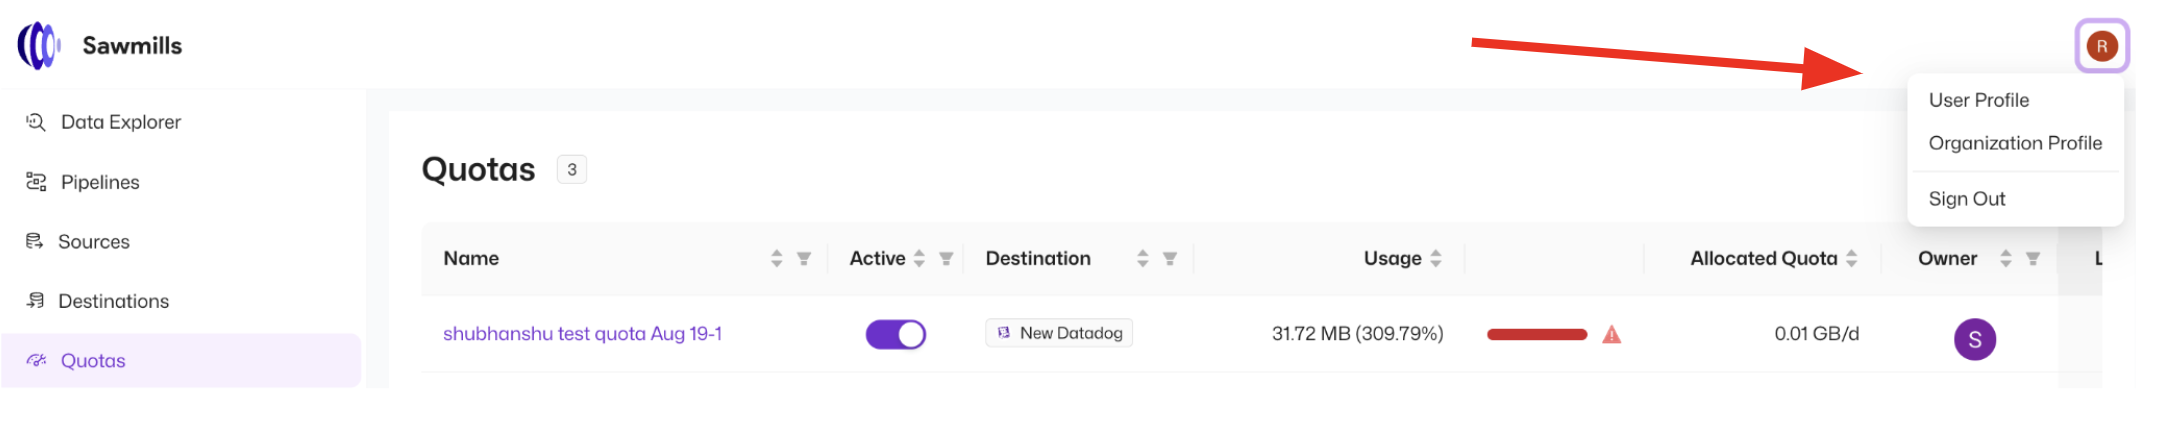 Sawmills
R
User Profile
Organization Profile
Sign Out
Data Explorer
Pipelines
Sources
Destinations
Quotas
Quotas 3
Name Active Destination Usage Allocated Quota Owner L
shubhanshu test quota Aug 19-1 New Datadog 31.72 MB (309.79%) 0.01 GB/d S